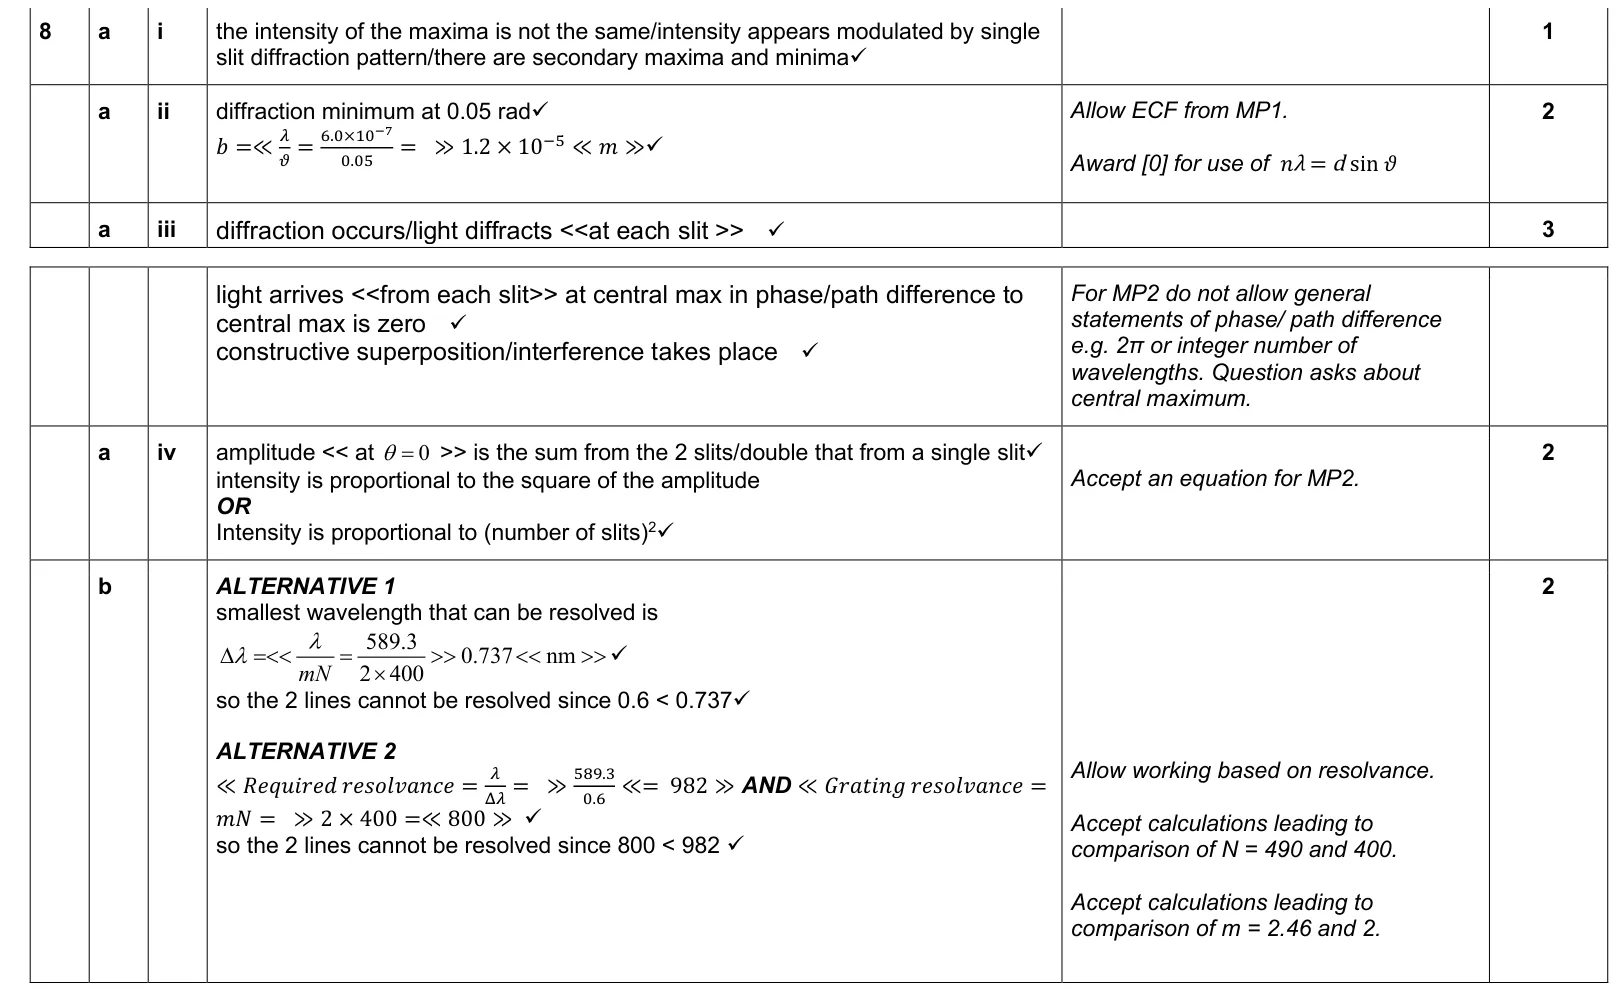 8 a i the intensity of the maxima is not the same/intensity appears modulated by single 1
slit diffraction pattern/there are secondary maxima and minima✓
a ii diffraction minimum at 0.05 rad✓ Allow ECF from MP1. 2
b =≪ λ/ϑ = 6.0×10⁻⁷/0.05 = ≫ 1.2 × 10⁻⁵ ≪ m ≫✓
Award [0] for use of nλ = d sin ϑ
a iii diffraction occurs/light diffracts <<at each slit >> ✓ 3
light arrives <<from each slit>> at central max in phase/path difference to
central max is zero ✓
constructive superposition/interference takes place ✓
For MP2 do not allow general
statements of phase/ path difference
e.g. 2π or integer number of
wavelengths. Question asks about
central maximum.
a iv amplitude << at θ = 0 >> is the sum from the 2 slits/double that from a single slit✓ 2
intensity is proportional to the square of the amplitude Accept an equation for MP2.
OR
Intensity is proportional to (number of slits)²✓
b ALTERNATIVE 1 2
smallest wavelength that can be resolved is
Δλ =<< λ/mN = 589.3/2×400 >> 0.737 << nm >> ✓
so the 2 lines cannot be resolved since 0.6 < 0.737✓
ALTERNATIVE 2
≪ Required resolvance = λ/Δλ = ≫ 589.3/0.6 ≪= 982 ≫ AND ≪ Grating resolvance =
mN = ≫ 2 × 400 =≪ 800 ≫ ✓
so the 2 lines cannot be resolved since 800 < 982 ✓
Allow working based on resolvance.
Accept calculations leading to
comparison of N = 490 and 400.
Accept calculations leading to
comparison of m = 2.46 and 2.